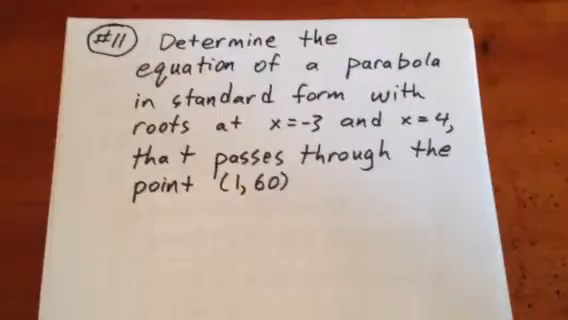 #11 Determine the
equation of a parabola
in standard form with
roots at x=-3 and x=4,
that passes through the
point (1, 60)